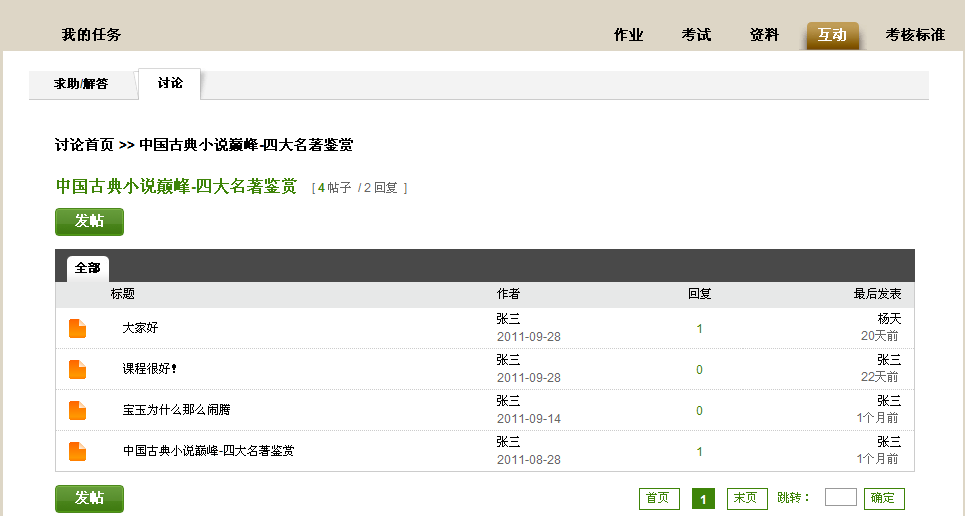 我的任务 作业 考试 资料 互动 考核标准
求助/解答 讨论
讨论首页 >> 中国古典小说巅峰-四大名著鉴赏
中国古典小说巅峰-四大名著鉴赏 [ 4 帖子 / 2 回复 ]
发帖
全部
标题 作者 回复 最后发表
大家好 张三 2011-09-28 1 杨天 20天前
课程很好! 张三 2011-09-28 0 张三 22天前
宝玉为什么那么闹腾 张三 2011-09-14 0 张三 1个月前
中国古典小说巅峰-四大名著鉴赏 张三 2011-08-28 1 张三 1个月前
发帖 首页 1 末页 跳转： 确定